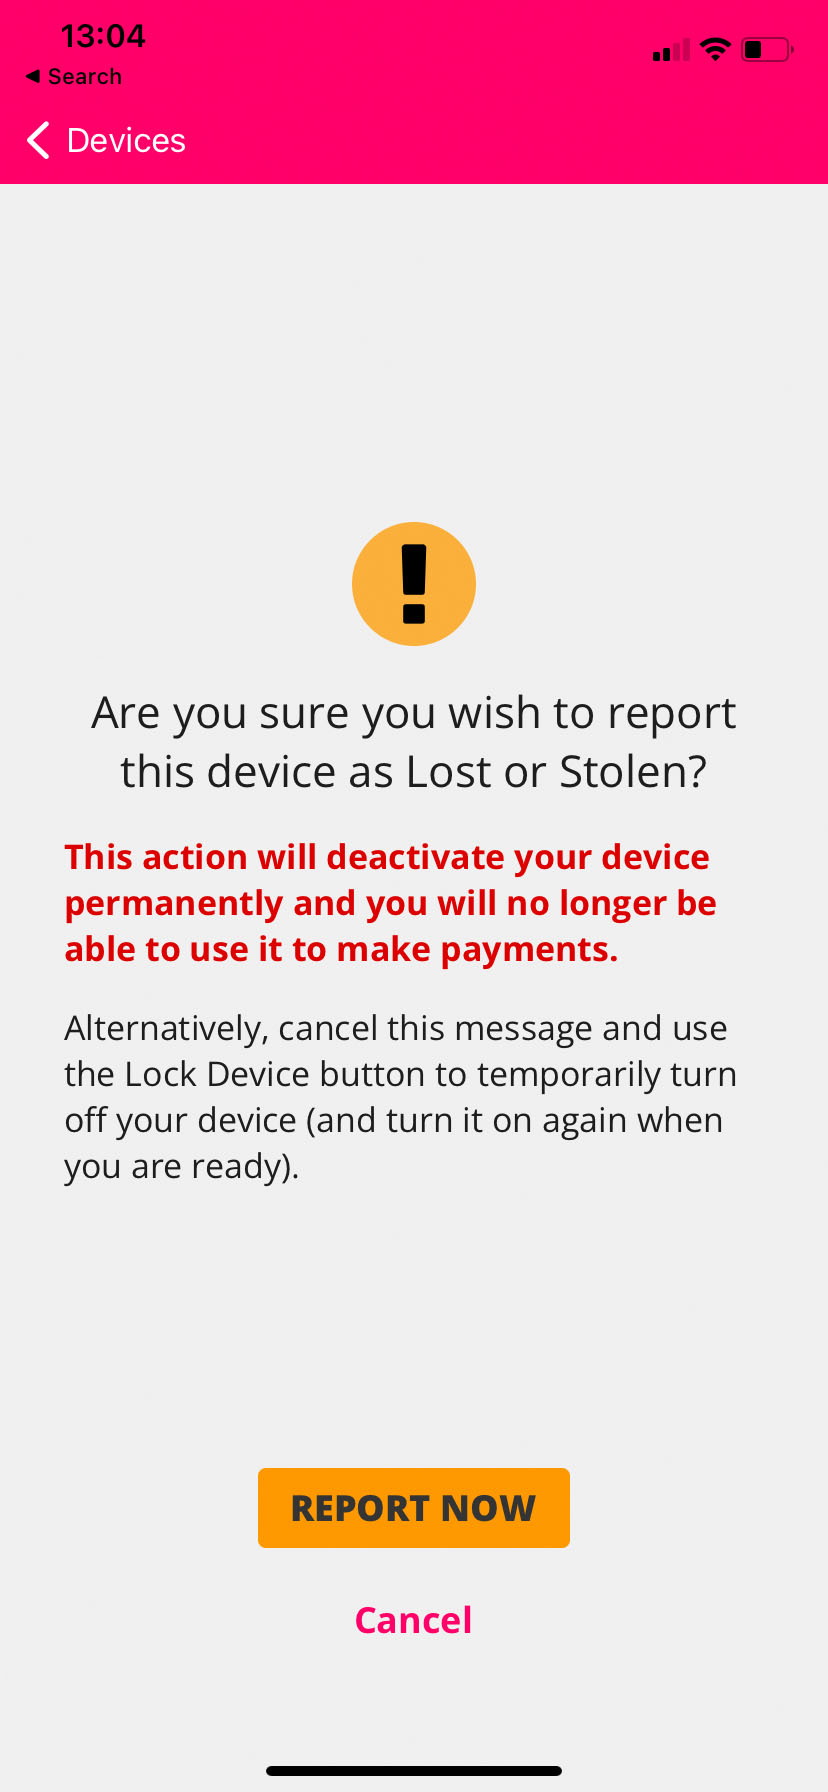 13:04
◀ Search
Devices
Are you sure you wish to report
this device as Lost or Stolen?
This action will deactivate your device
permanently and you will no longer be
able to use it to make payments.
Alternatively, cancel this message and use
the Lock Device button to temporarily turn
off your device (and turn it on again when
you are ready).
REPORT NOW
Cancel